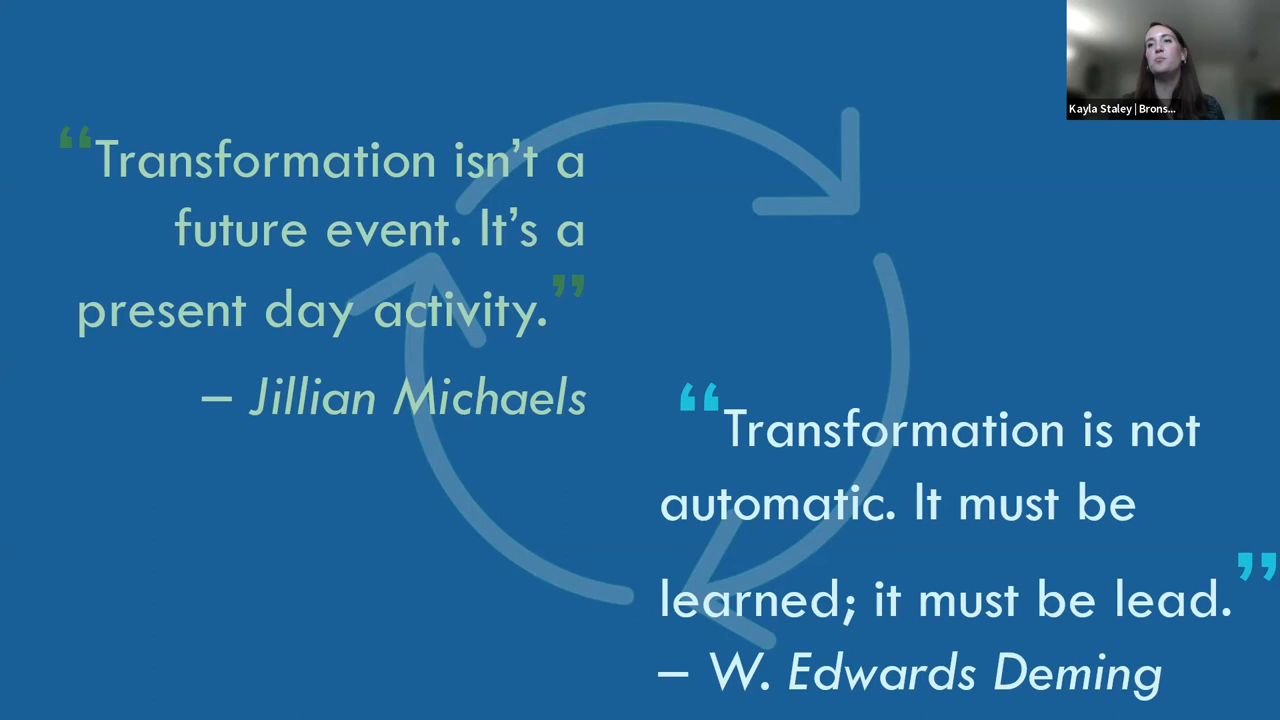 “Transformation isn’t a
future event. It’s a
present day activity.”
– Jillian Michaels
“Transformation is not
automatic. It must be
learned; it must be lead.”
– W. Edwards Deming
Kayla Staley | Brons...